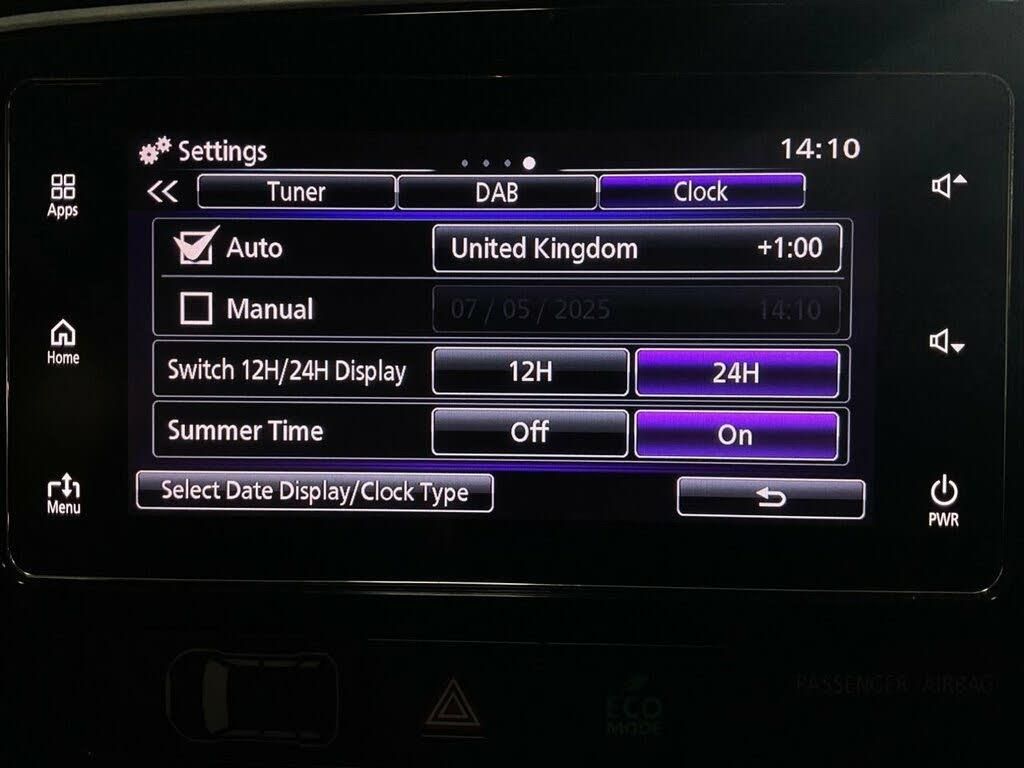 Settings
14:10
Apps
<<
Tuner
DAB
Clock
Auto
United Kingdom +1:00
Manual
07 / 05 / 2025 14:10
Home
Switch 12H/24H Display
12H
24H
Summer Time
Off
On
Menu
Select Date Display/Clock Type
PWR
ECO
MODE
PASSENGER AIRBAG